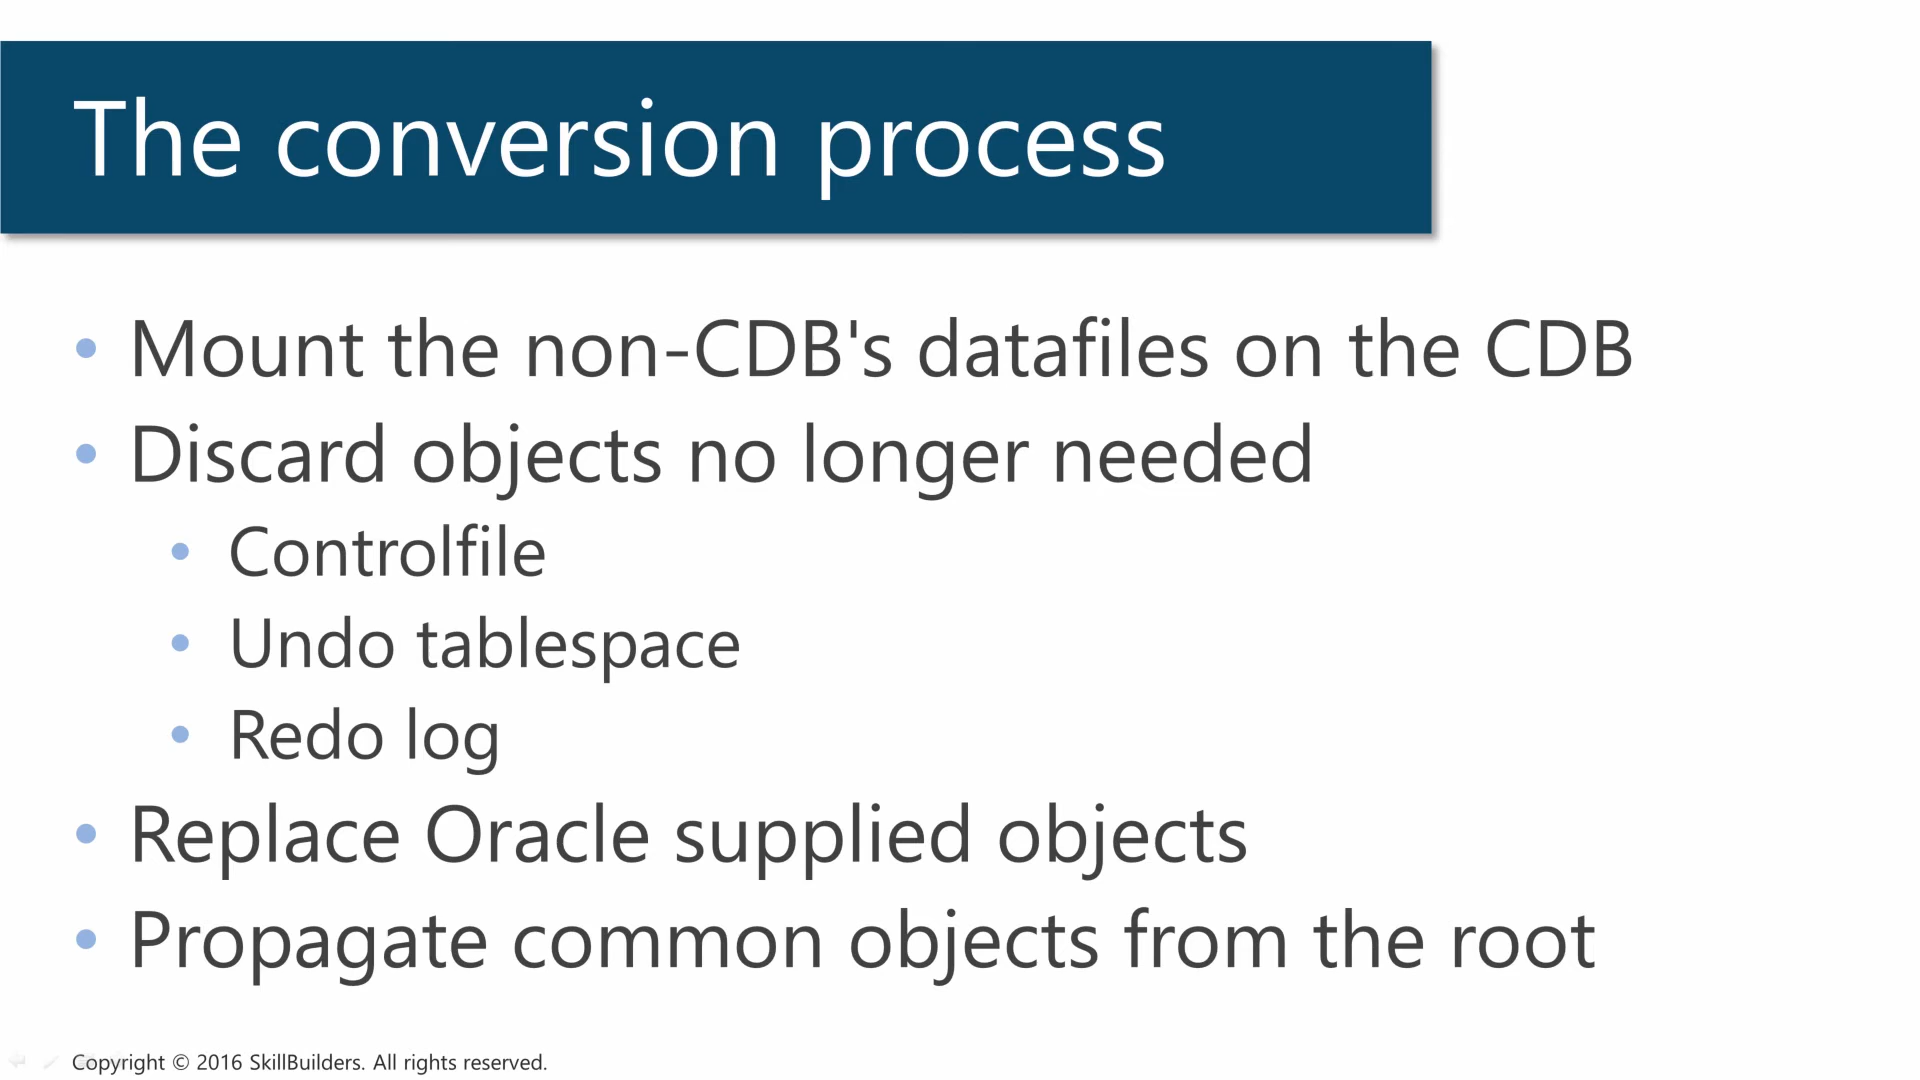 The conversion process
• Mount the non-CDB's datafiles on the CDB
• Discard objects no longer needed
• Controlfile
• Undo tablespace
• Redo log
• Replace Oracle supplied objects
• Propagate common objects from the root
Copyright © 2016 SkillBuilders. All rights reserved.